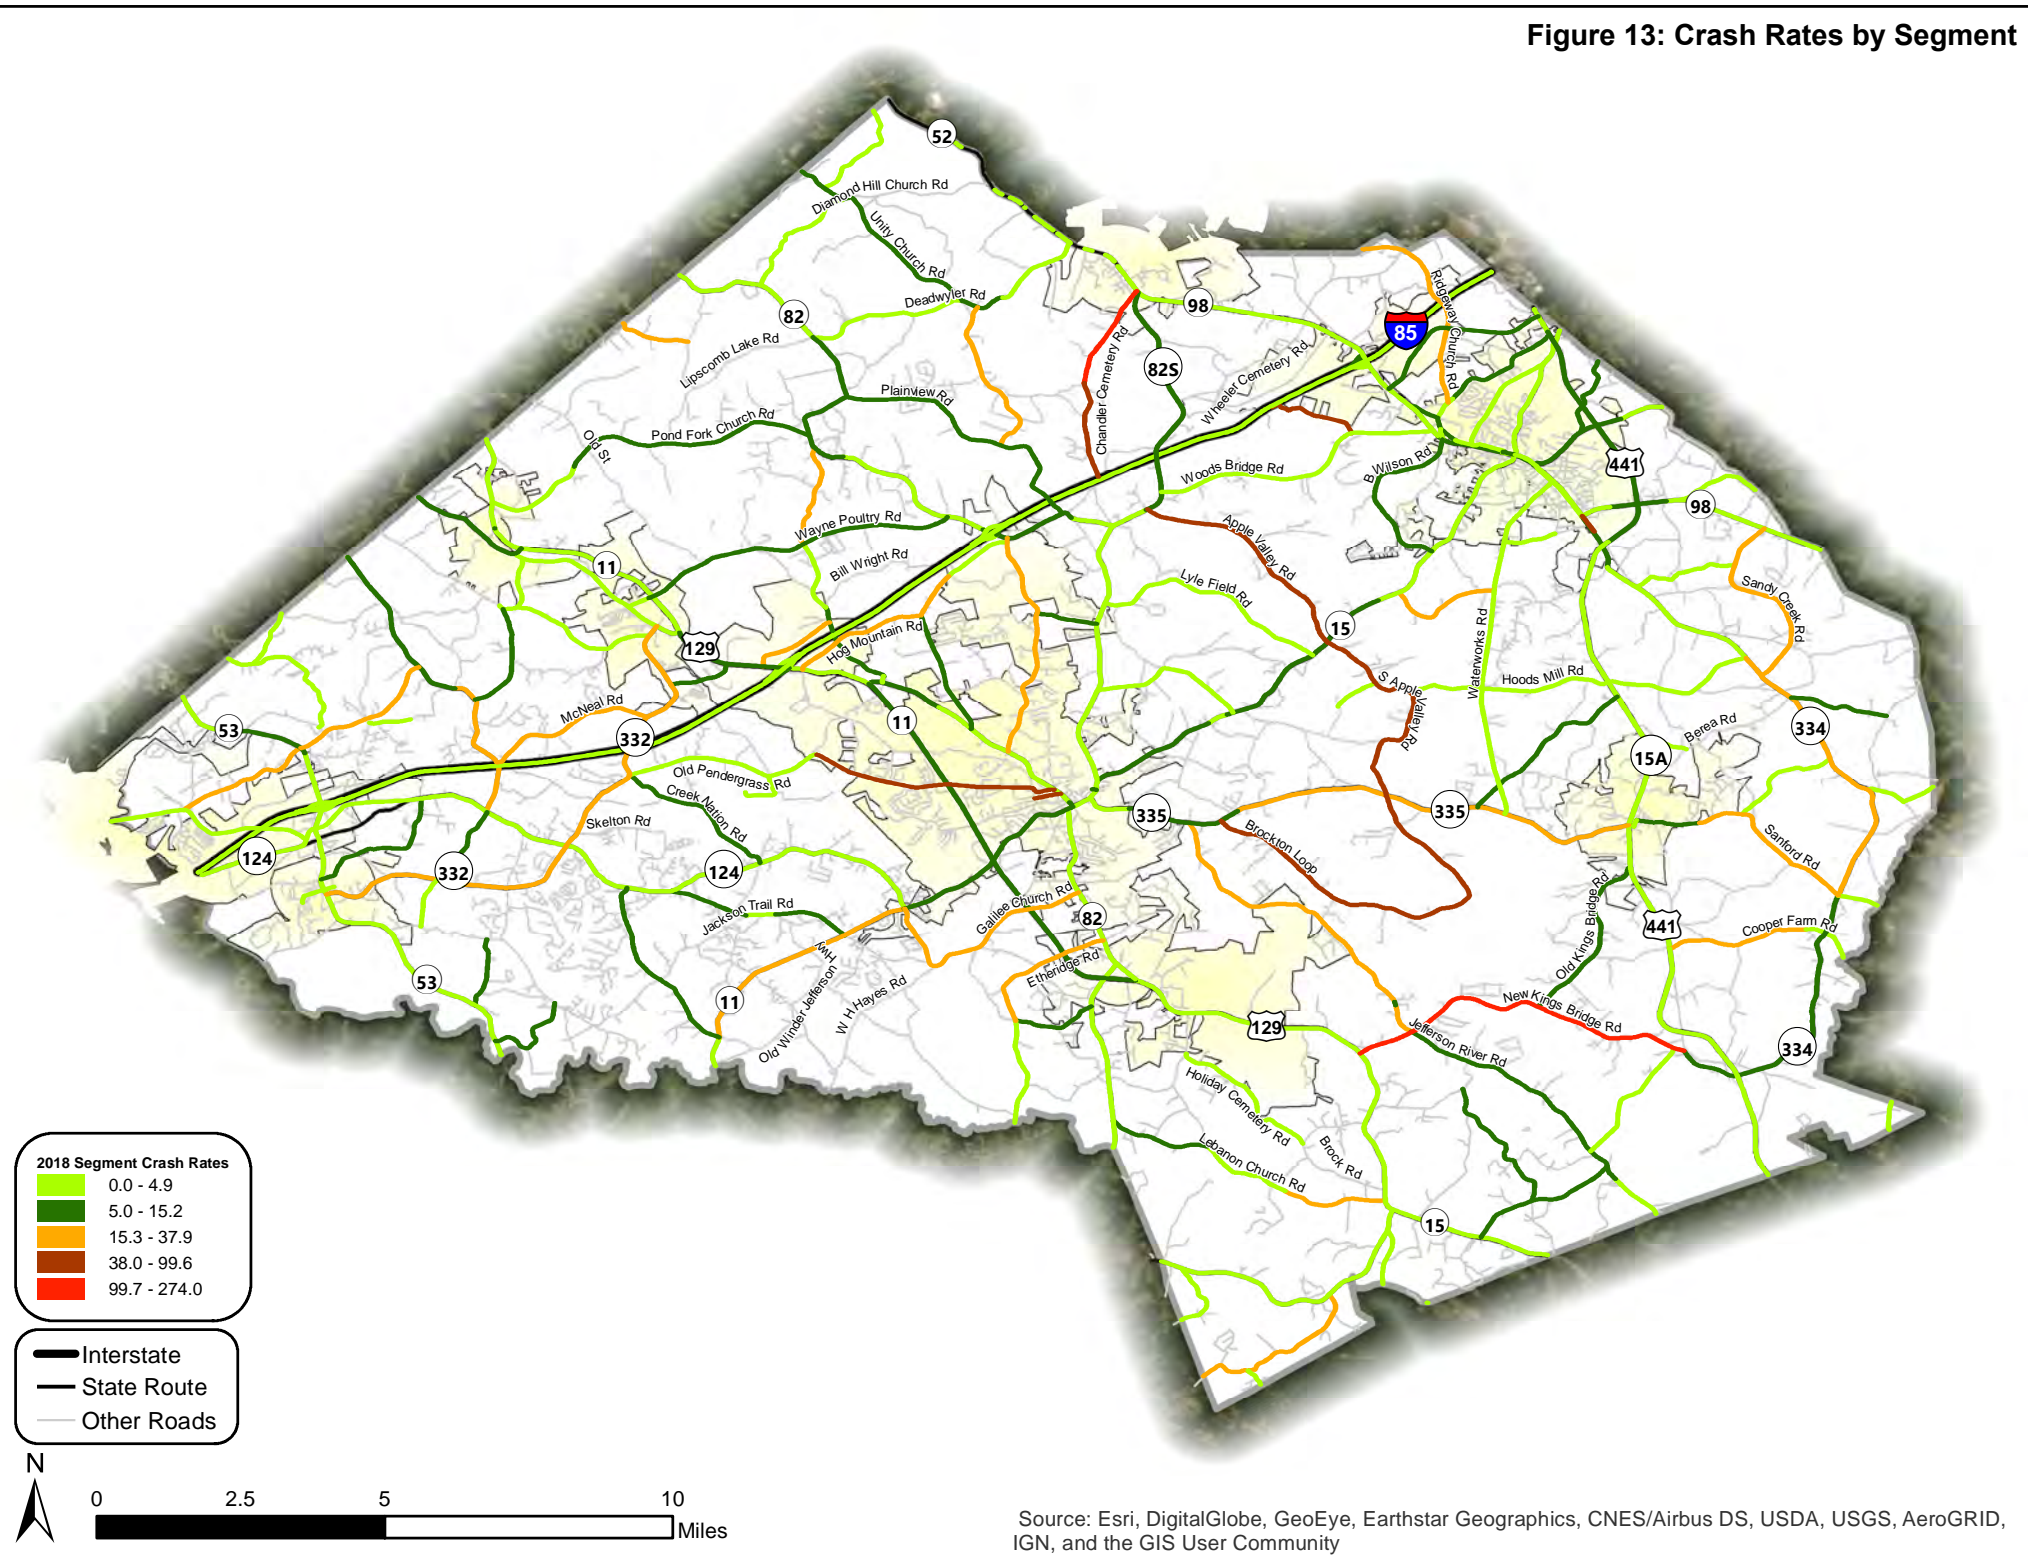 Figure 13: Crash Rates by Segment
52
Diamond Hill Church Rd
Unity Church Rd
Deadwyler Rd
82
98
Ridgeway Church Rd
85
Lipscomb Lake Rd
Chandler Cemetery Rd
82S
Wheeler Cemetery Rd
Plainview Rd
Pond Fork Church Rd
Old St
B Wilson Rd
441
Woods Bridge Rd
98
Wayne Poultry Rd
Apple Valley Rd
11
Bill Wright Rd
Lyle Field Rd
Sandy Creek Rd
15
129
Hog Mountain Rd
Waterworks Rd
Hoods Mill Rd
S Apple Valley Rd
McNeal Rd
53
332
11
334
Berea Rd
15A
Old Pendergrass Rd
Creek Nation Rd
Skelton Rd
335
335
Brockton Loop
Sanford Rd
124
332
124
Jackson Trail Rd
Galilee Church Rd
82
Old Kings Bridge Rd
441
Cooper Farm Rd
53
11
Old Winder Jefferson Hwy
W H Hayes Rd
Etheridge Rd
129
New Kings Bridge Rd
Jefferson River Rd
334
Holiday Cemetery Rd
Brock Rd
Lebanon Church Rd
15
2018 Segment Crash Rates
0.0 - 4.9
5.0 - 15.2
15.3 - 37.9
38.0 - 99.6
99.7 - 274.0
Interstate
State Route
Other Roads
N
0 2.5 5 10
Miles
Source: Esri, DigitalGlobe, GeoEye, Earthstar Geographics, CNES/Airbus DS, USDA, USGS, AeroGRID,
IGN, and the GIS User Community